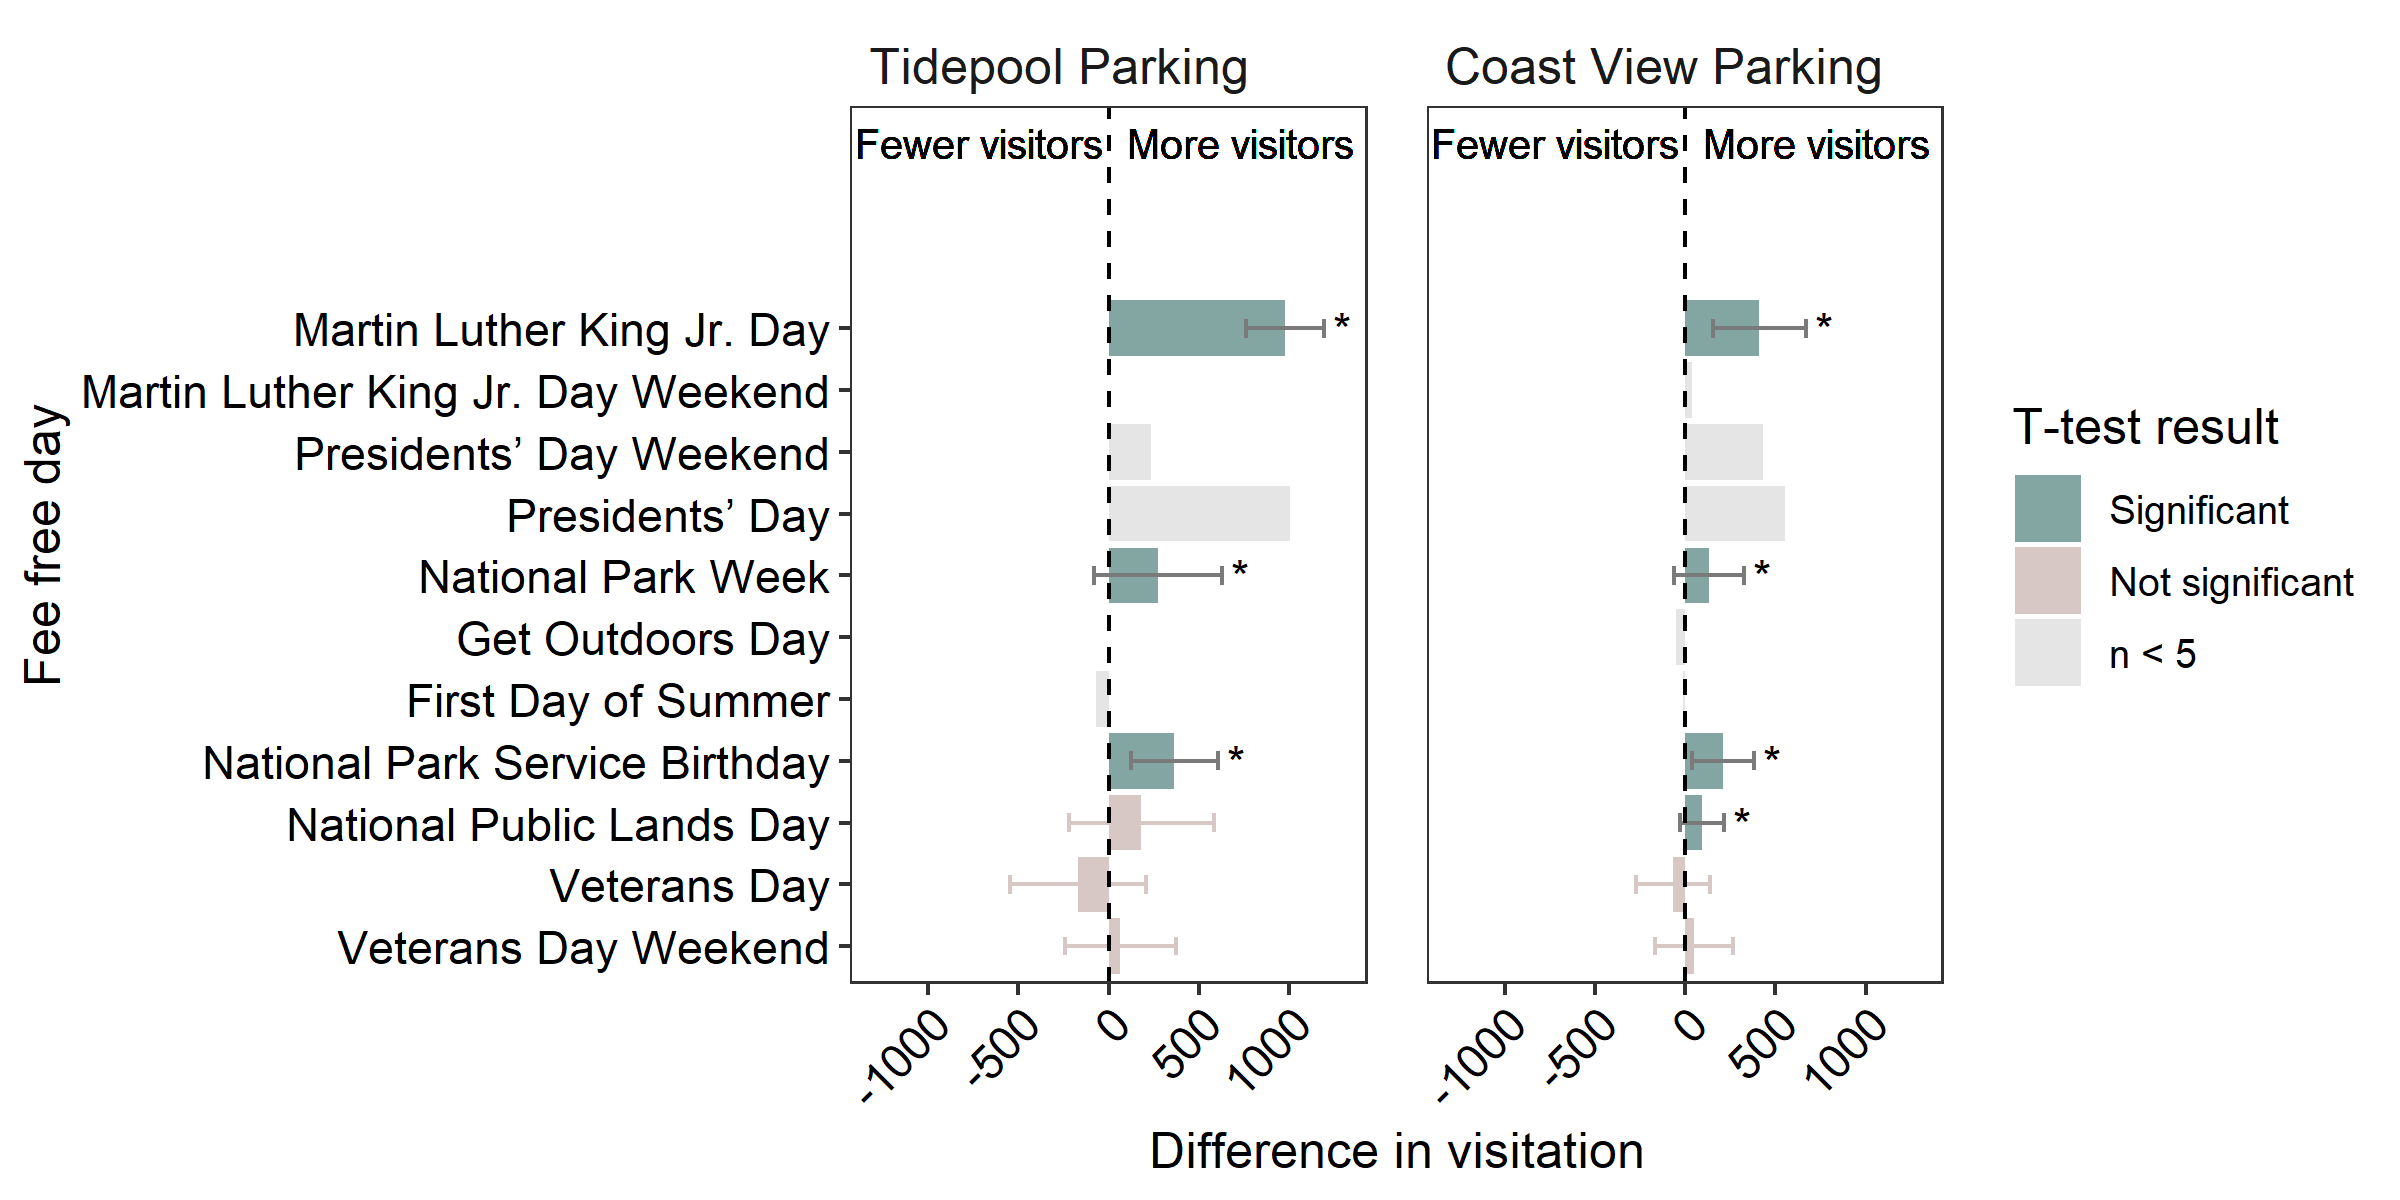 Tidepool Parking
Coast View Parking
Fewer visitors
More visitors
Fewer visitors
More visitors
Fee free day
Martin Luther King Jr. Day
Martin Luther King Jr. Day Weekend
Presidents’ Day Weekend
Presidents’ Day
National Park Week
Get Outdoors Day
First Day of Summer
National Park Service Birthday
National Public Lands Day
Veterans Day
Veterans Day Weekend
*
*
*
*
*
*
*
-1000
-500
0
500
1000
-1000
-500
0
500
1000
Difference in visitation
T-test result
Significant
Not significant
n < 5